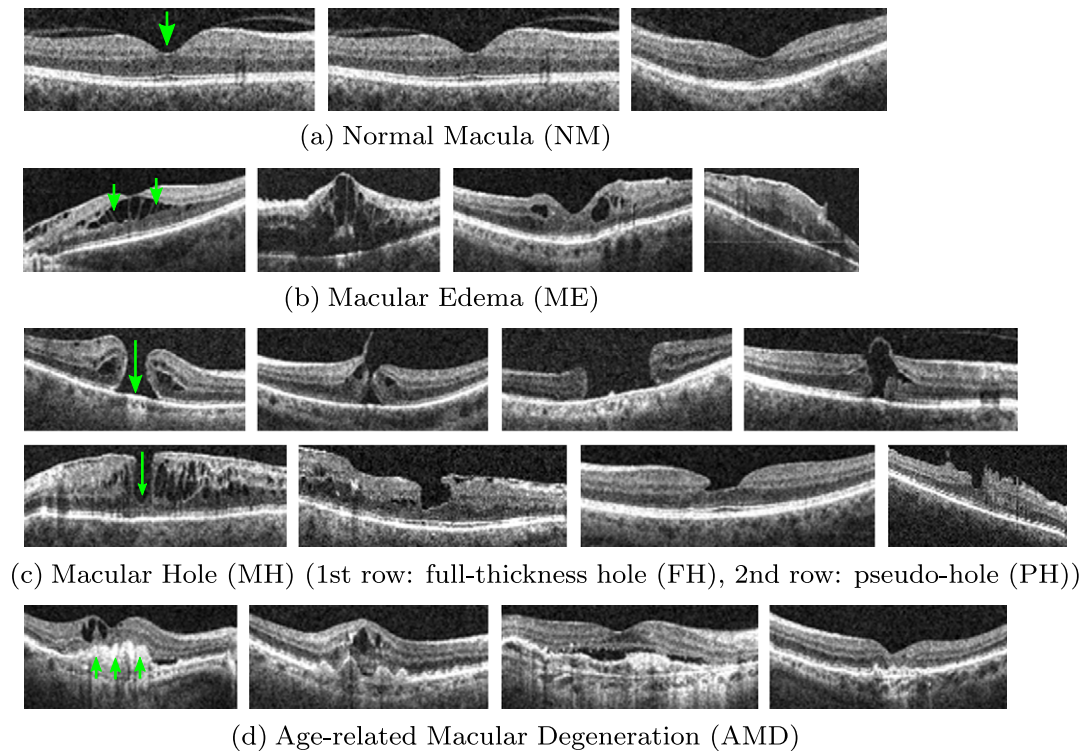 (a) Normal Macula (NM)
(b) Macular Edema (ME)
(c) Macular Hole (MH) (1st row: full-thickness hole (FH), 2nd row: pseudo-hole (PH))
(d) Age-related Macular Degeneration (AMD)